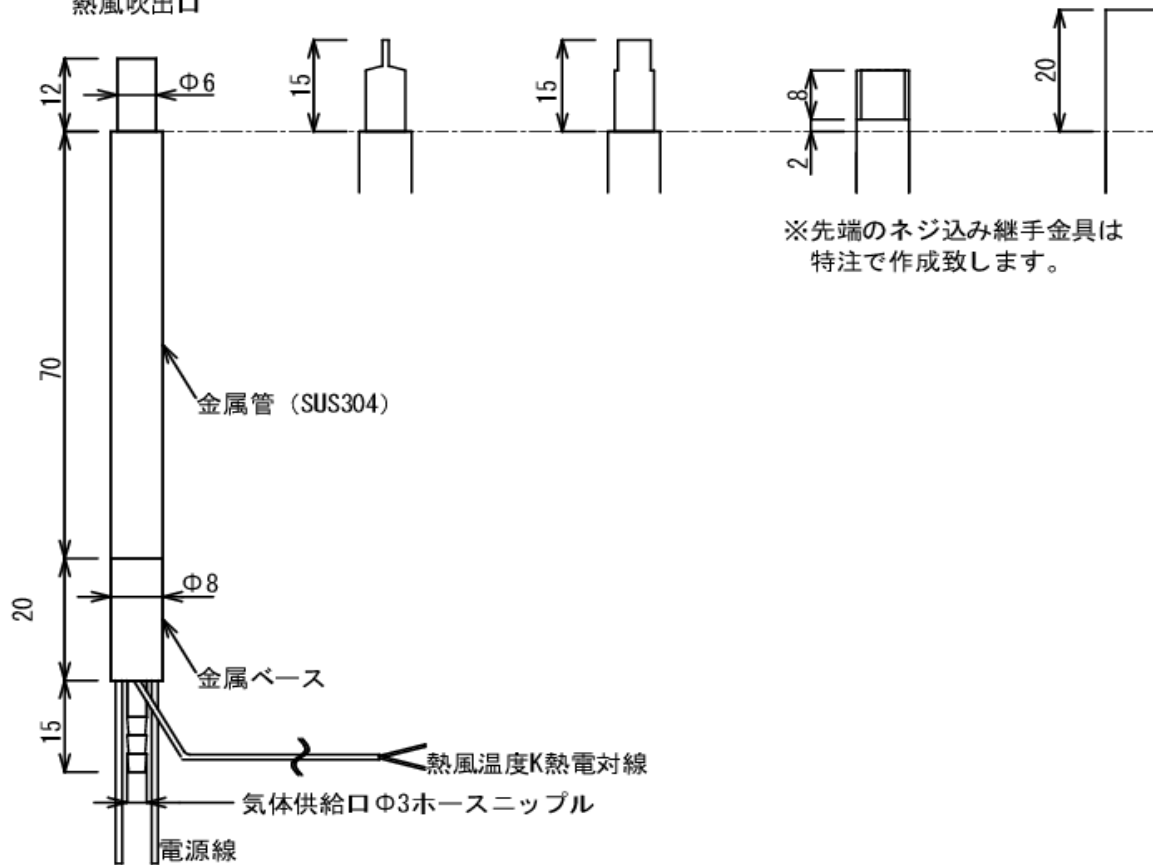 熱風吹出口
12
Φ6
15
15
8
2
20
※先端のネジ込み継手金具は
特注で作成致します。
70
金属管（SUS304）
20
Φ8
金属ベース
15
熱風温度K熱電対線
気体供給口Φ3ホースニップル
電源線